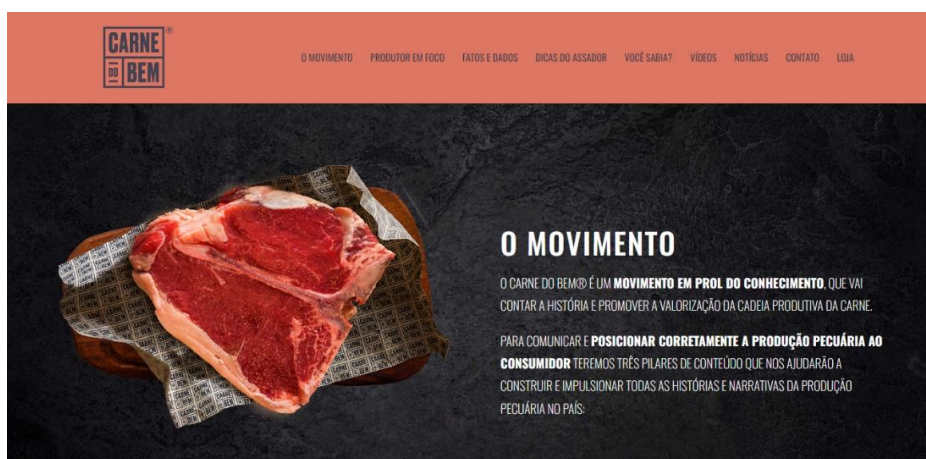 CARNE
DO BEM
®
O MOVIMENTO PRODUTOR EM FOCO FATOS E DADOS DICAS DO ASSADOR VOCÊ SABIA? VÍDEOS NOTÍCIAS CONTATO LOJA
O MOVIMENTO
O CARNE DO BEM® É UM MOVIMENTO EM PROL DO CONHECIMENTO, QUE VAI
CONTAR A HISTÓRIA E PROMOVER A VALORIZAÇÃO DA CADEIA PRODUTIVA DA CARNE.
PARA COMUNICAR E POSICIONAR CORRETAMENTE A PRODUÇÃO PECUÁRIA AO
CONSUMIDOR TEREMOS TRÊS PILARES DE CONTEÚDO QUE NOS AJUDARÃO A
CONSTRUIR E IMPULSIONAR TODAS AS HISTÓRIAS E NARRATIVAS DA PRODUÇÃO
PECUÁRIA NO PAÍS: